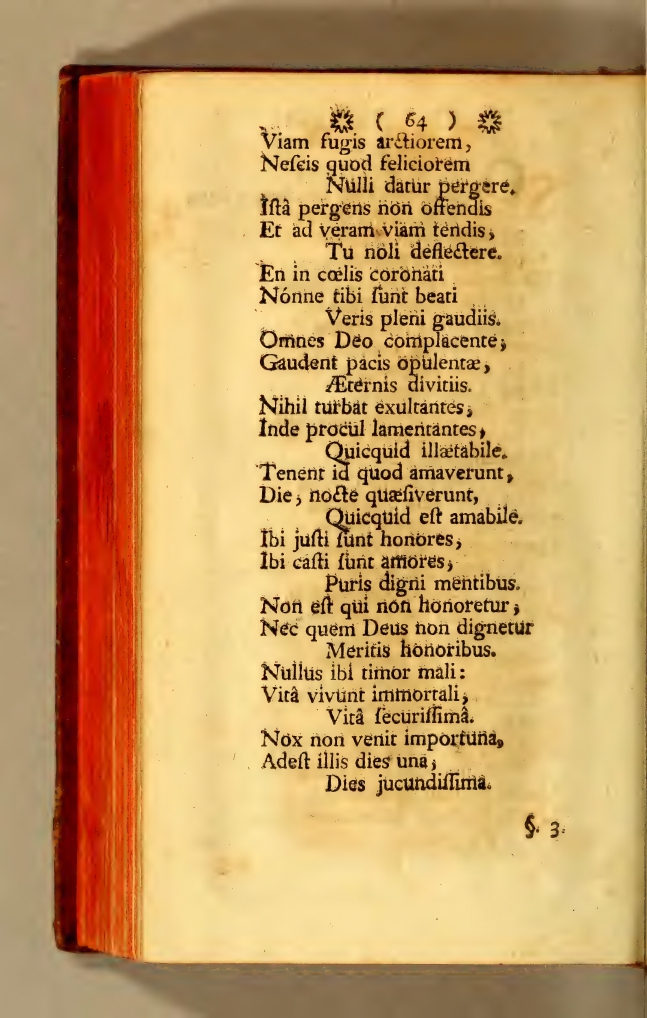 ( 64 )
Viam fugis arctiorem,
Neſcis quod feliciorem
Nulli datur pergere.
Iſtâ pergens non offendis
Et ad veram viam tendis,
Tu noli deflectere.
En in cœlis coronati
Nónne tibi ſunt beati
Veris pleni gaudiis.
Omnes Deo complacente,
Gaudent pacis opulentæ,
Æternis divitiis.
Nihil turbat exultantes,
Inde procul lamentantes,
Quicquid illætabile.
Tenent id quod amaverunt,
Die, nocte quæſiverunt,
Quicquid eſt amabile.
Ibi juſti ſunt honores,
Ibi caſti ſunt amores,
Puris digni mentibus.
Non eſt qui non honoretur,
Nec quem Deus non dignetur
Meritis honoribus.
Nullus ibi timor mali:
Vitâ vivunt immortali,
Vitâ ſecuriſſimâ.
Nox non venit importuna,
Adeſt illis dies una,
Dies jucundiſſima.
§. 3.